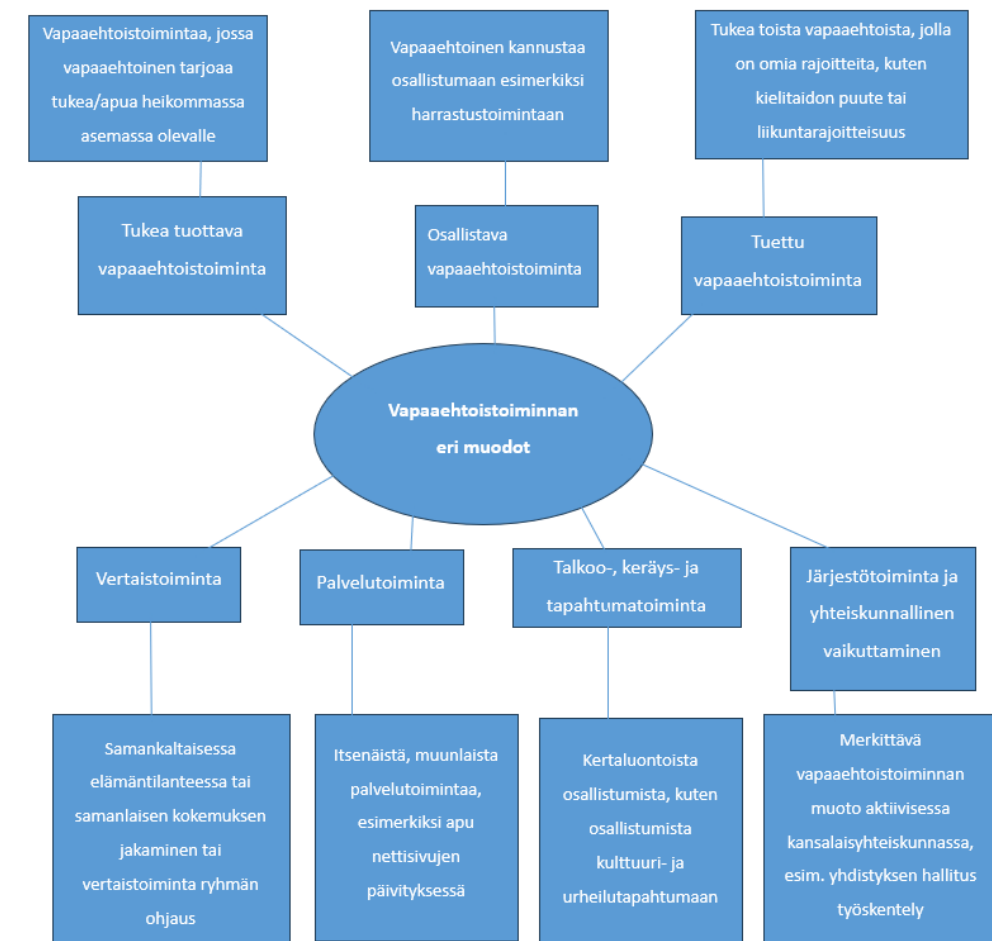 Vapaaehtoistoimintaa, jossa
vapaaehtoinen tarjoaa
tukea/apua heikommassa
asemassa olevalle
Vapaaehtoinen kannustaa
osallistumaan esimerkiksi
harrastustoimintaan
Tukea toista vapaaehtoista, jolla
on omia rajoitteita, kuten
kielitaidon puute tai
liikuntarajoitteisuus
Tukea tuottava
vapaaehtoistoiminta
Osallistava
vapaaehtoistoiminta
Tuettu
vapaaehtoistoiminta
Vapaaehtoistoiminnan
eri muodot
Vertaistoiminta
Palvelutoiminta
Talkoo-, keräys- ja
tapahtumatoiminta
Järjestötoiminta ja
yhteiskunnallinen
vaikuttaminen
Samankaltaisessa
elämäntilanteessa tai
samanlaisen kokemuksen
jakaminen tai
vertaistoiminta ryhmän
ohjaus
Itsenäistä, muunlaista
palvelutoimintaa,
esimerkiksi apu
nettisivujen
päivityksessä
Kertaluontoista
osallistumista, kuten
osallistumista
kulttuuri- ja
urheilutapahtumaan
Merkittävä
vapaaehtoistoiminnan
muoto aktiivisessa
kansalaisyhteiskunnassa,
esim. yhdistyksen hallitus
työskentely